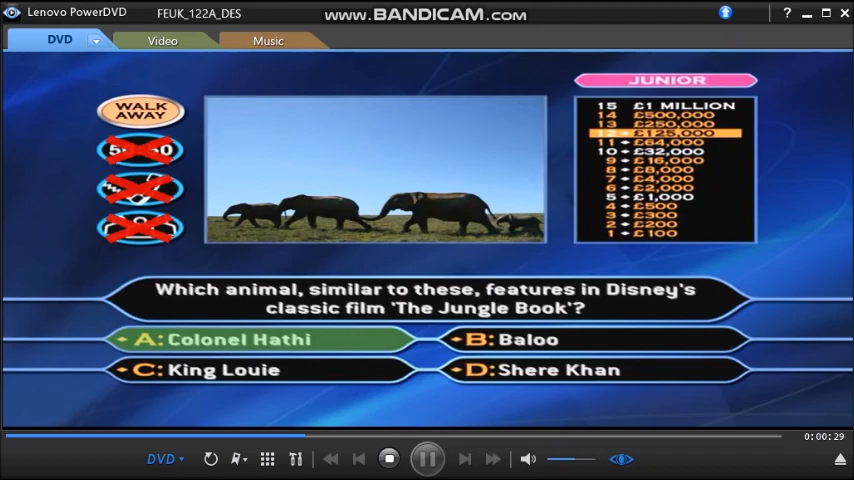 Lenovo PowerDVD
FEUK_122A_DES
www.BANDICAM.com
?
DVD
Video
Music
WALK AWAY
JUNIOR
15 £1 MILLION
14 £500,000
13 £250,000
12 £125,000
11 £64,000
10 £32,000
9 £16,000
8 £8,000
7 £4,000
6 £2,000
5 £1,000
4 £500
3 £300
2 £200
1 £100
Which animal, similar to these, features in Disney's
classic film 'The Jungle Book'?
A: Colonel Hathi
B: Baloo
C: King Louie
D: Shere Khan
0:00:29
DVD